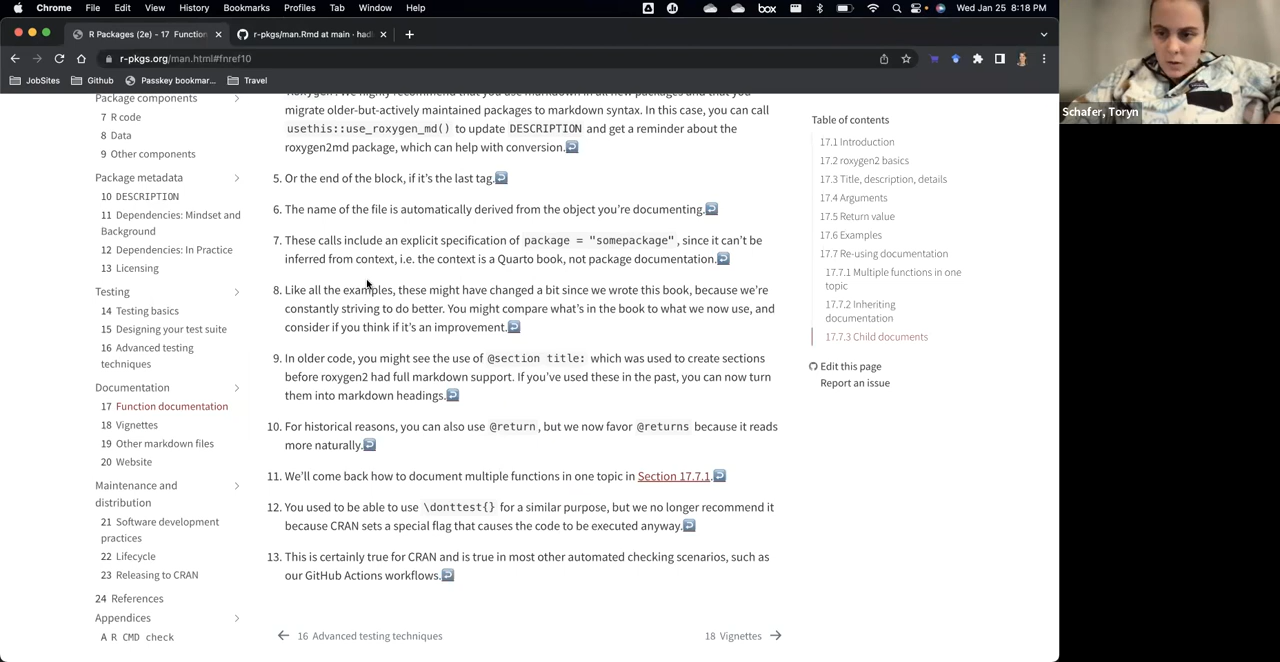 Chrome File Edit View History Bookmarks Profiles Tab Window Help box Wed Jan 25 8:18 PM
R Packages (2e) - 17 Function r-pkgs/man.Rmd at main · had
r-pkgs.org/man.html#fnref10
JobSites Github Passkey bookmar... Travel
Package components
7 R code
8 Data
9 Other components
Package metadata
10 DESCRIPTION
11 Dependencies: Mindset and
Background
12 Dependencies: In Practice
13 Licensing
Testing
14 Testing basics
15 Designing your test suite
16 Advanced testing
techniques
Documentation
17 Function documentation
18 Vignettes
19 Other markdown files
20 Website
Maintenance and
distribution
21 Software development
practices
22 Lifecycle
23 Releasing to CRAN
24 References
Appendices
A R CMD check
migrate older-but-actively maintained packages to markdown syntax. In this case, you can call
usethis::use_roxygen_md() to update DESCRIPTION and get a reminder about the
roxygen2md package, which can help with conversion.
5. Or the end of the block, if it's the last tag.
6. The name of the file is automatically derived from the object you're documenting.
7. These calls include an explicit specification of package = "somepackage", since it can't be
inferred from context, i.e. the context is a Quarto book, not package documentation.
8. Like all the examples, these might have changed a bit since we wrote this book, because we're
constantly striving to do better. You might compare what's in the book to what we now use, and
consider if you think if it's an improvement.
9. In older code, you might see the use of @section title: which was used to create sections
before roxygen2 had full markdown support. If you've used these in the past, you can now turn
them into markdown headings.
10. For historical reasons, you can also use @return, but we now favor @returns because it reads
more naturally.
11. We'll come back how to document multiple functions in one topic in Section 17.7.1.
12. You used to be able to use \donttest{} for a similar purpose, but we no longer recommend it
because CRAN sets a special flag that causes the code to be executed anyway.
13. This is certainly true for CRAN and is true in most other automated checking scenarios, such as
our GitHub Actions workflows.
16 Advanced testing techniques
18 Vignettes
Table of contents
17.1 Introduction
17.2 roxygen2 basics
17.3 Title, description, details
17.4 Arguments
17.5 Return value
17.6 Examples
17.7 Re-using documentation
17.7.1 Multiple functions in one
topic
17.7.2 Inheriting
documentation
17.7.3 Child documents
Edit this page
Report an issue
Schafer, Toryn